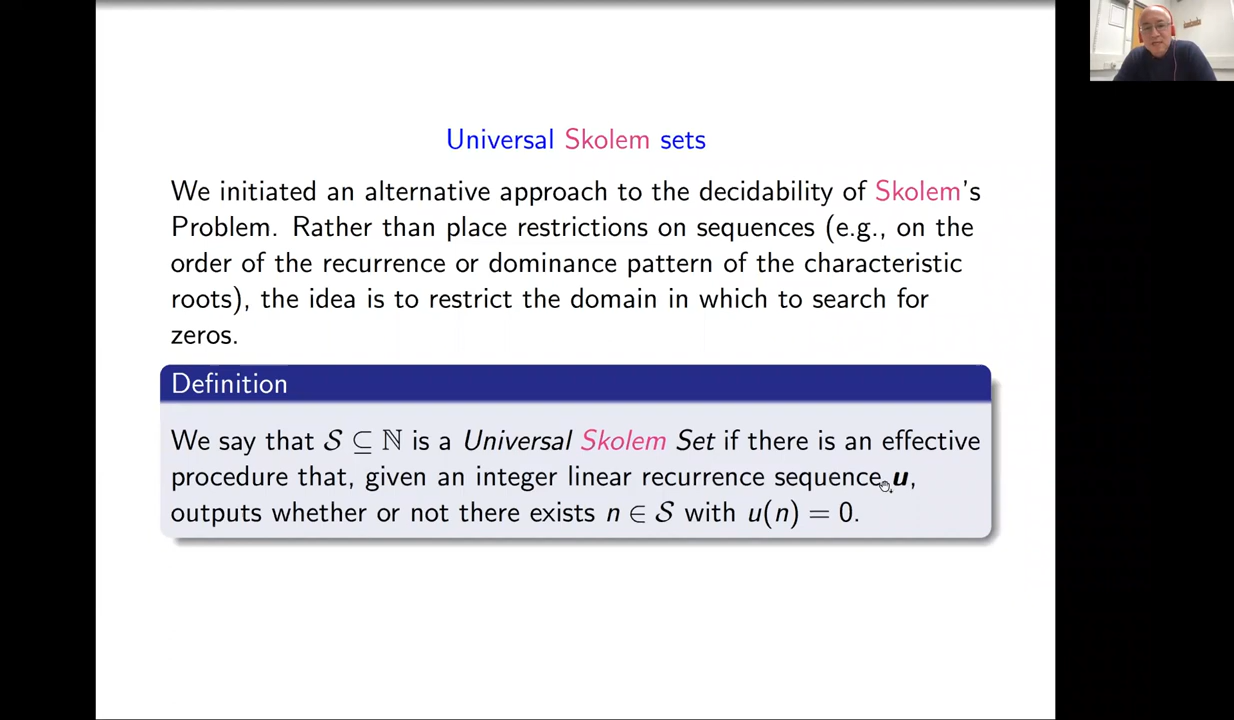 Universal Skolem sets
We initiated an alternative approach to the decidability of Skolem's
Problem. Rather than place restrictions on sequences (e.g., on the
order of the recurrence or dominance pattern of the characteristic
roots), the idea is to restrict the domain in which to search for
zeros.
Definition
We say that 𝒮 ⊆ ℕ is a Universal Skolem Set if there is an effective
procedure that, given an integer linear recurrence sequence u,
outputs whether or not there exists n ∈ 𝒮 with u(n) = 0.